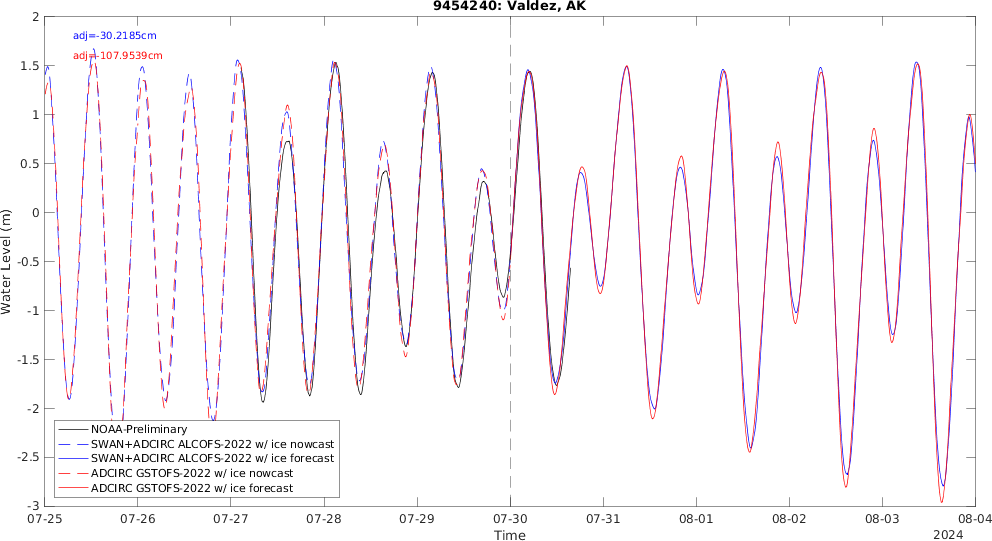 9454240: Valdez, AK
adj=-30.2185cm
adj=-107.9539cm
2
1.5
1
0.5
0
-0.5
-1
-1.5
-2
-2.5
-3
Water Level (m)
NOAA-Preliminary
SWAN+ADCIRC ALCOFS-2022 w/ ice nowcast
SWAN+ADCIRC ALCOFS-2022 w/ ice forecast
ADCIRC GSTOFS-2022 w/ ice nowcast
ADCIRC GSTOFS-2022 w/ ice forecast
07-25 07-26 07-27 07-28 07-29 07-30 07-31 08-01 08-02 08-03 08-04
Time
2024